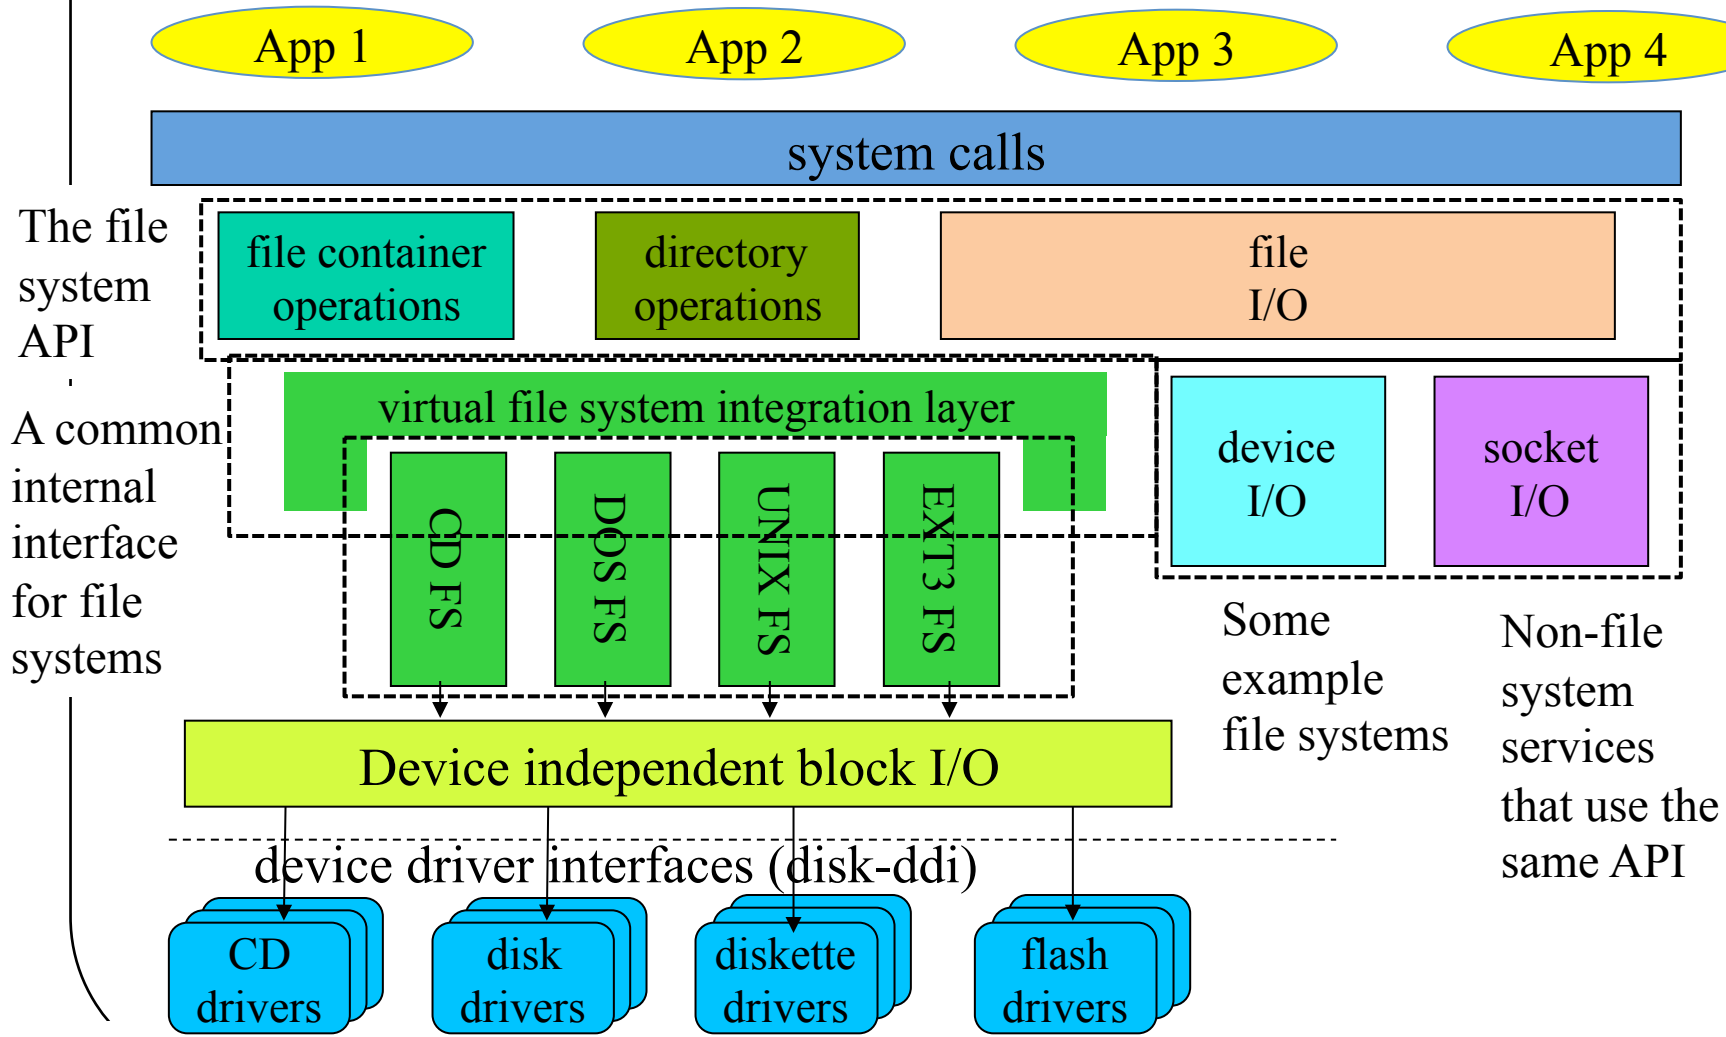 App 1
App 2
App 3
App 4
system calls
The file
system
API
file container
operations
directory
operations
file
I/O
A common
internal
interface
for file
systems
virtual file system integration layer
CD FS
DOS FS
UNIX FS
EXT3 FS
device
I/O
socket
I/O
Some
example
file systems
Non-file
system
services
that use the
same API
Device independent block I/O
device driver interfaces (disk-ddi)
CD
drivers
disk
drivers
diskette
drivers
flash
drivers